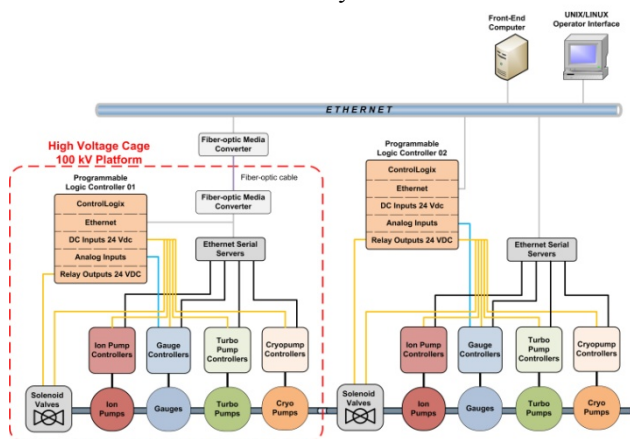 Front-End
Computer
UNIX/LINUX
Operator Interface
ETHERNET
High Voltage Cage
100 kV Platform
Fiber-optic Media
Converter
Fiber-optic cable
Fiber-optic Media
Converter
Programmable
Logic Controller 01
ControlLogix
Ethernet
DC Inputs 24 Vdc
Analog Inputs
Relay Outputs 24 VDC
Ethernet Serial
Servers
Ion Pump
Controllers
Gauge
Controllers
Turbo
Pump
Controllers
Cryopump
Controllers
Solenoid
Valves
Ion
Pumps
Gauges
Turbo
Pumps
Cryo
Pumps
Programmable
Logic Controller 02
ControlLogix
Ethernet
DC Inputs 24 Vdc
Analog Inputs
Relay Outputs 24 VDC
Ethernet Serial
Servers
Ion Pump
Controllers
Gauge
Controllers
Turbo
Pump
Controllers
Cryopump
Controllers
Solenoid
Valves
Ion
Pumps
Gauges
Turbo
Pumps
Cryo
Pumps